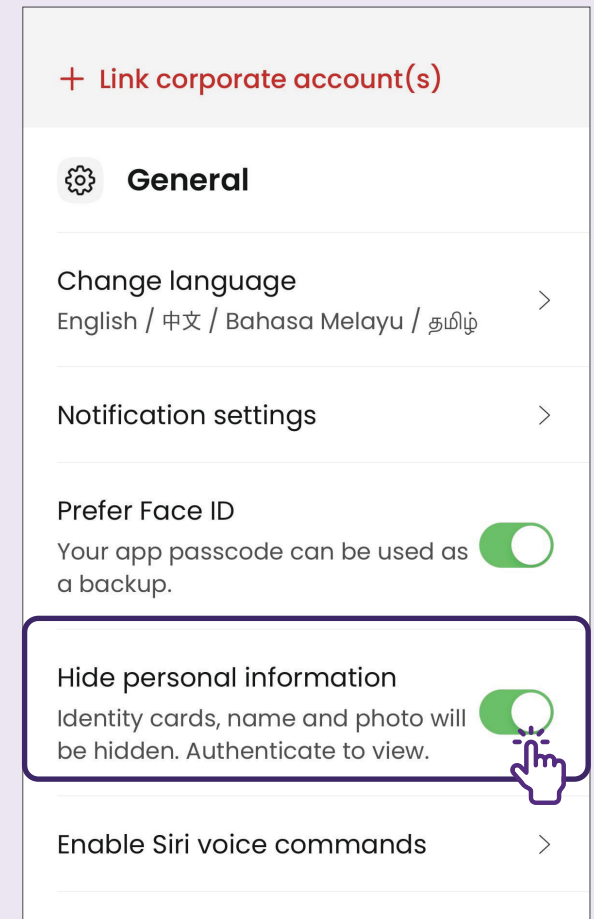 + Link corporate account(s)
General
Change language
English / 中文 / Bahasa Melayu / தமிழ்
Notification settings
Prefer Face ID
Your app passcode can be used as
a backup.
Hide personal information
Identity cards, name and photo will
be hidden. Authenticate to view.
Enable Siri voice commands